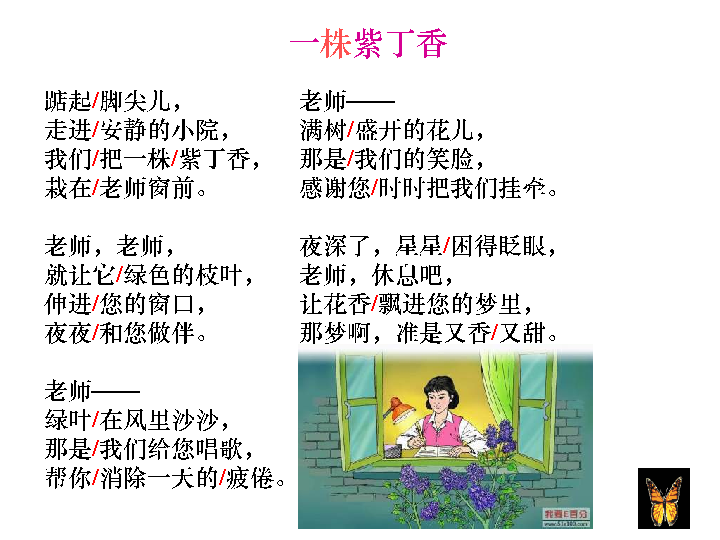 一株紫丁香
踮起/脚尖儿，
走进/安静的小院，
我们/把一株/紫丁香，
栽在/老师窗前。
老师，老师，
就让它/绿色的枝叶，
伸进/您的窗口，
夜夜/和您做伴。
老师——
绿叶/在风里沙沙，
那是/我们给您唱歌，
帮你/消除一天的/疲倦。
老师——
满树/盛开的花儿，
那是/我们的笑脸，
感谢您/时时把我们挂牵。
夜深了，星星/困得眨眼，
老师，休息吧，
让花香/飘进您的梦里，
那梦啊，准是又香/又甜。